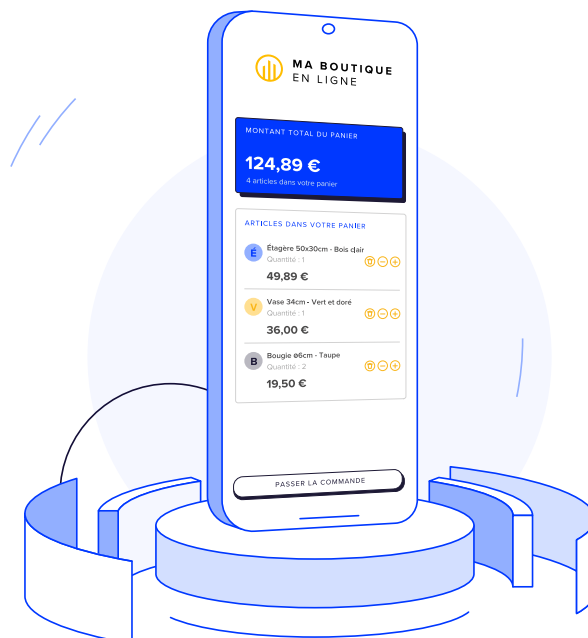 MA BOUTIQUE
EN LIGNE
MONTANT TOTAL DU PANIER
124,89 €
4 articles dans votre panier
ARTICLES DANS VOTRE PANIER
É
Étagère 50x30cm - Bois clair
Quantité : 1
49,89 €
V
Vase 34cm - Vert et doré
Quantité : 1
36,00 €
B
Bougie ø6cm - Taupe
Quantité : 2
19,50 €
PASSER LA COMMANDE